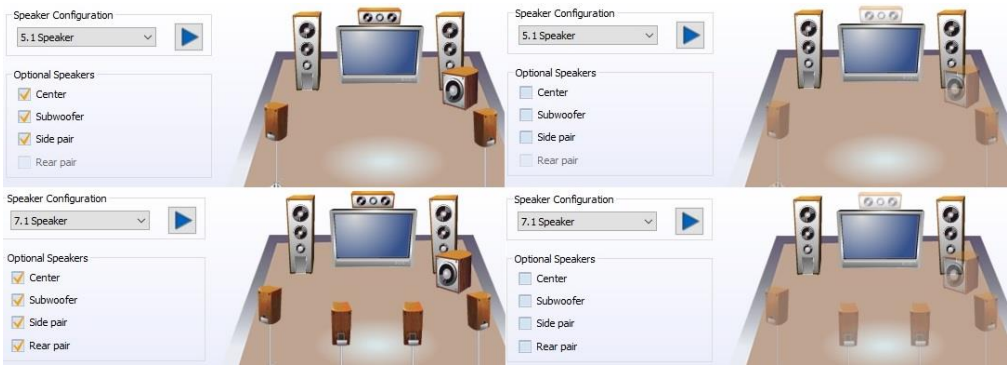 Speaker Configuration
5.1 Speaker
Optional Speakers
Center
Subwoofer
Side pair
Rear pair
Speaker Configuration
5.1 Speaker
Optional Speakers
Center
Subwoofer
Side pair
Rear pair
Speaker Configuration
7.1 Speaker
Optional Speakers
Center
Subwoofer
Side pair
Rear pair
Speaker Configuration
7.1 Speaker
Optional Speakers
Center
Subwoofer
Side pair
Rear pair